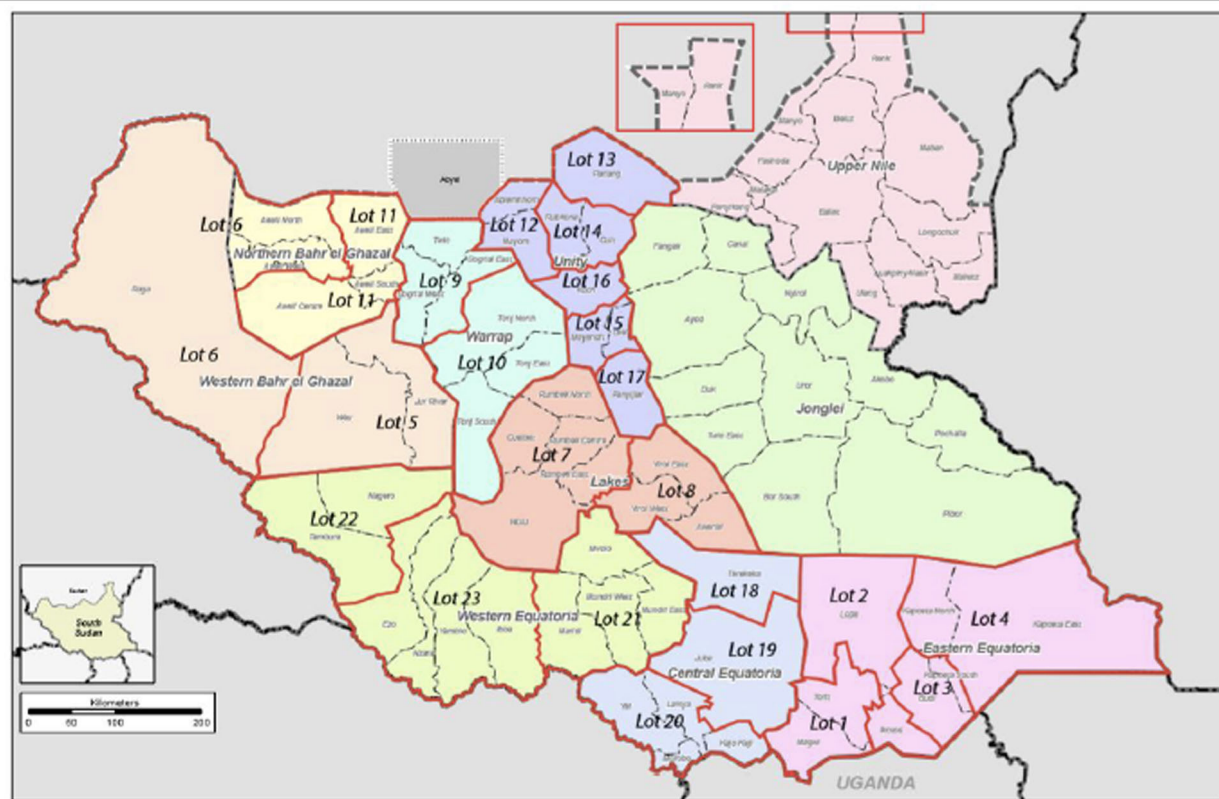 Manyo
Renk
Renk
Manyo
Melut
Maban
Fashoda
Upper Nile
Malakal
Panyikang
Baliet
Longochuk
Luakpiny/Nasir
Maiwut
Ulang
Abyei
Lot 13
Pariang
Lot 12
Abiemnhom
Mayom
Lot 14
Rubkona
Guit
Unity
Lot 16
Koch
Lot 15
Mayendit
Leer
Lot 17
Panyijiar
Lot 6
Aweil North
Lot 11
Aweil East
Northern Bahr el Ghazal
Aweil South
Aweil Centre
Lot 11
Raga
Lot 6
Western Bahr el Ghazal
Wau
Jur River
Lot 5
Twic
Gogrial East
Gogrial West
Lot 9
Tonj North
Warrap
Lot 10
Tonj East
Tonj South
Fangak
Canal
Nyirol
Ayod
Duk
Uror
Akobo
Jonglei
Pochalla
Twic East
Bor South
Pibor
Rumbek North
Cueibet
Rumbek Centre
Lot 7
Rumbek East
Lakes
Wulu
Yirol East
Lot 8
Yirol West
Awerial
Nagero
Lot 22
Tambura
Ezo
Lot 23
Yambio
Ibba
Nzara
Western Equatoria
Maridi
Mvolo
Mundri West
Mundri East
Lot 21
Terekeka
Lot 18
Lot 19
Juba
Central Equatoria
Yei
Lainya
Lot 20
Morobo
Kajo Keji
Lot 2
Lopa
Kapoeta North
Lot 4
Kapoeta East
Eastern Equatoria
Kapoeta South
Lot 3
Budi
Torit
Lot 1
Magwi
Ikotos
UGANDA
Sudan
South
Sudan
Kilometers
0 50 100 200